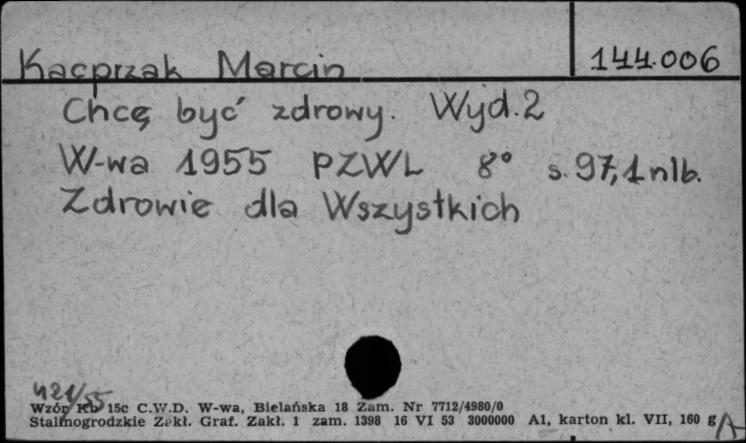 Kacprzak Marcin
144.006
Chcę być zdrowy. Wyd. 2
W-wa 1955 PZWL 8° s. 97, 1 nlb.
Zdrowie dla Wszystkich
421/55
Wzór Kb 15c C.W.D. W-wa, Bielańska 18 Zam. Nr 7712/4980/0
Stalinogrodzkie Zakł. Graf. Zakł. 1 zam. 1398 16 VI 53 3000000 A1, karton kl. VII, 160 g
A